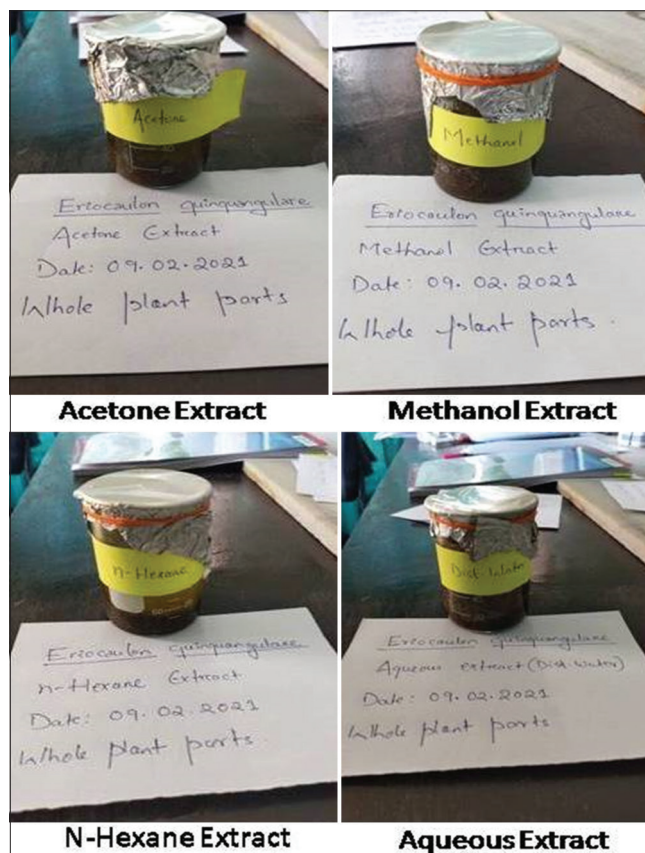 Acetone
Eriocaulon quinquangulare
Acetone Extract
Date: 09.02.2021
Whole plant parts
Acetone Extract
Methanol
Eriocaulon quinquangulare
Methanol Extract
Date: 09.02.2021
Whole plant parts.
Methanol Extract
n-Hexane
Eriocaulon quinquangulare
n-Hexane Extract
Date: 09.02.2021
Whole plant parts.
N-Hexane Extract
Dist. Water
Eriocaulon quinquangulare
Aqueous extract (Dist. Water)
Date: 09.02.2021
Whole plant parts
Aqueous Extract